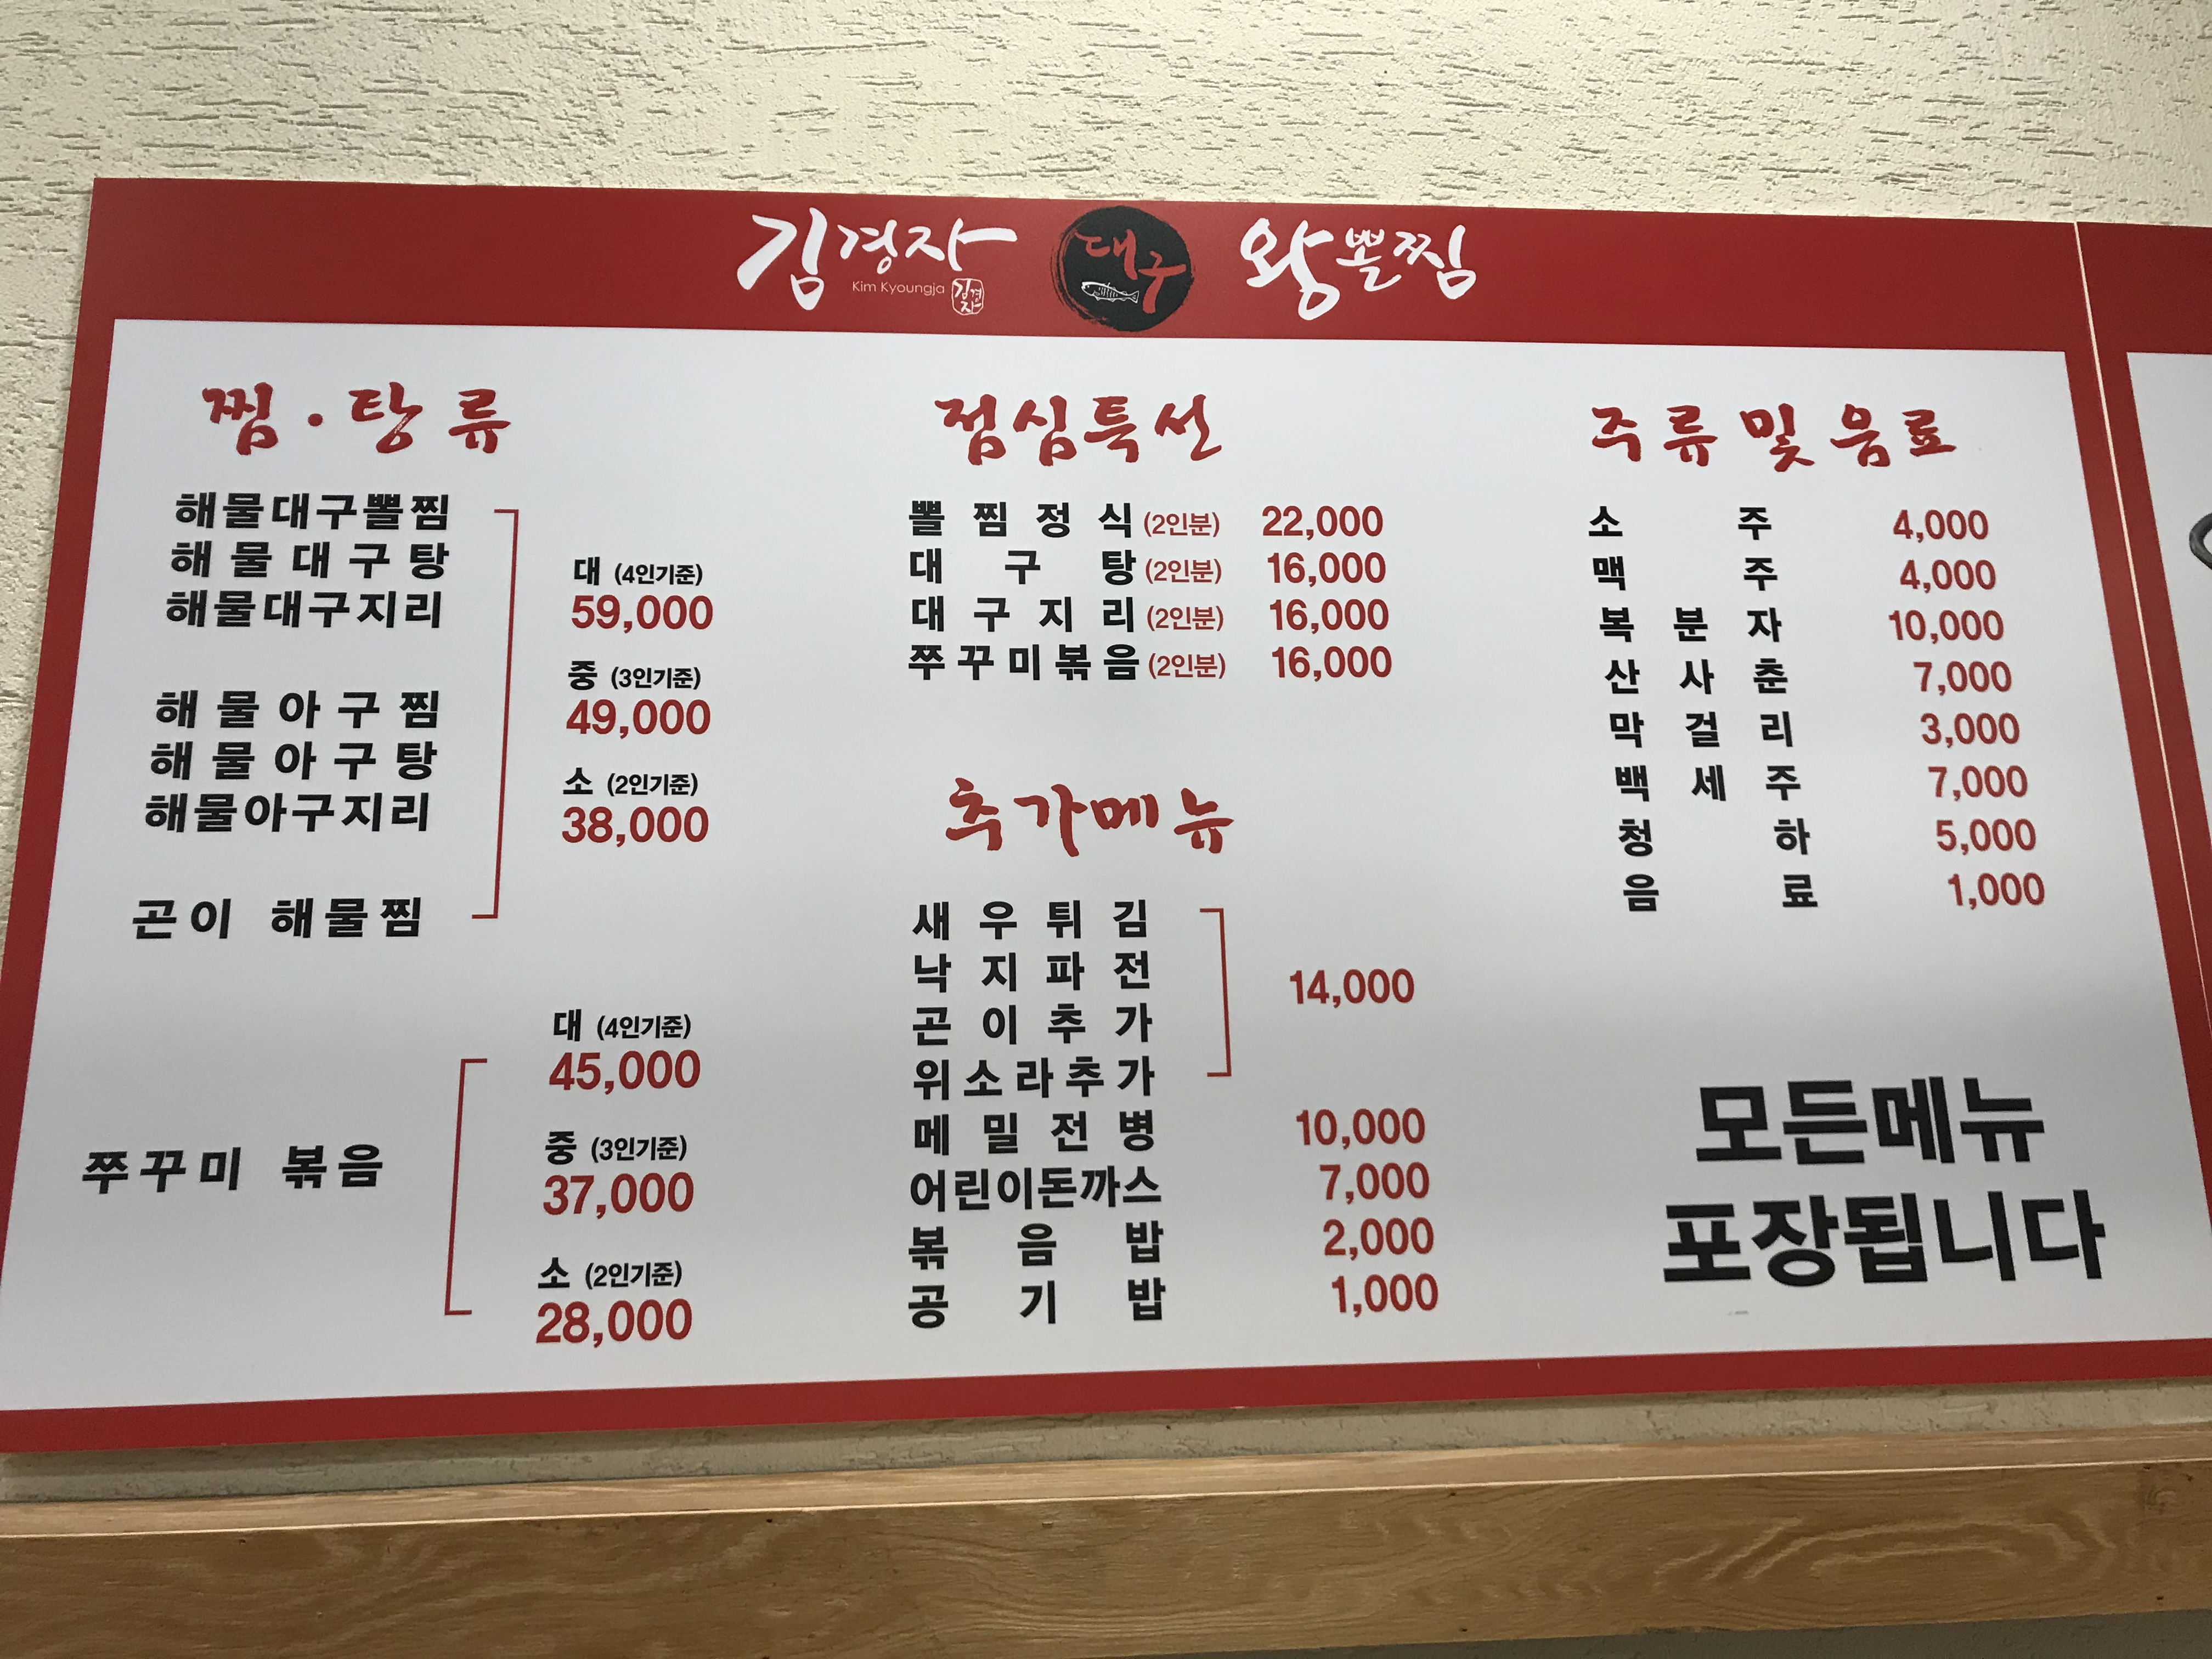 김경자 대구 왕뽈찜
Kim Kyoungja 김경자
찜·탕류
해물대구뽈찜
해물대구탕
해물대구지리
해물아구찜
해물아구탕
해물아구지리
곤이 해물찜
대 (4인기준)
59,000
중 (3인기준)
49,000
소 (2인기준)
38,000
쭈꾸미 볶음
대 (4인기준)
45,000
중 (3인기준)
37,000
소 (2인기준)
28,000
점심특선
뽈찜정식(2인분) 22,000
대구탕(2인분) 16,000
대구지리(2인분) 16,000
쭈꾸미볶음(2인분) 16,000
추가메뉴
새우튀김
낙지파전
곤이추가
위소라추가
14,000
메밀전병 10,000
어린이돈까스 7,000
볶음밥 2,000
공기밥 1,000
주류 및 음료
소주 4,000
맥주 4,000
복분자 10,000
산사춘 7,000
막걸리 3,000
백세주 7,000
청하 5,000
음료 1,000
모든메뉴
포장됩니다